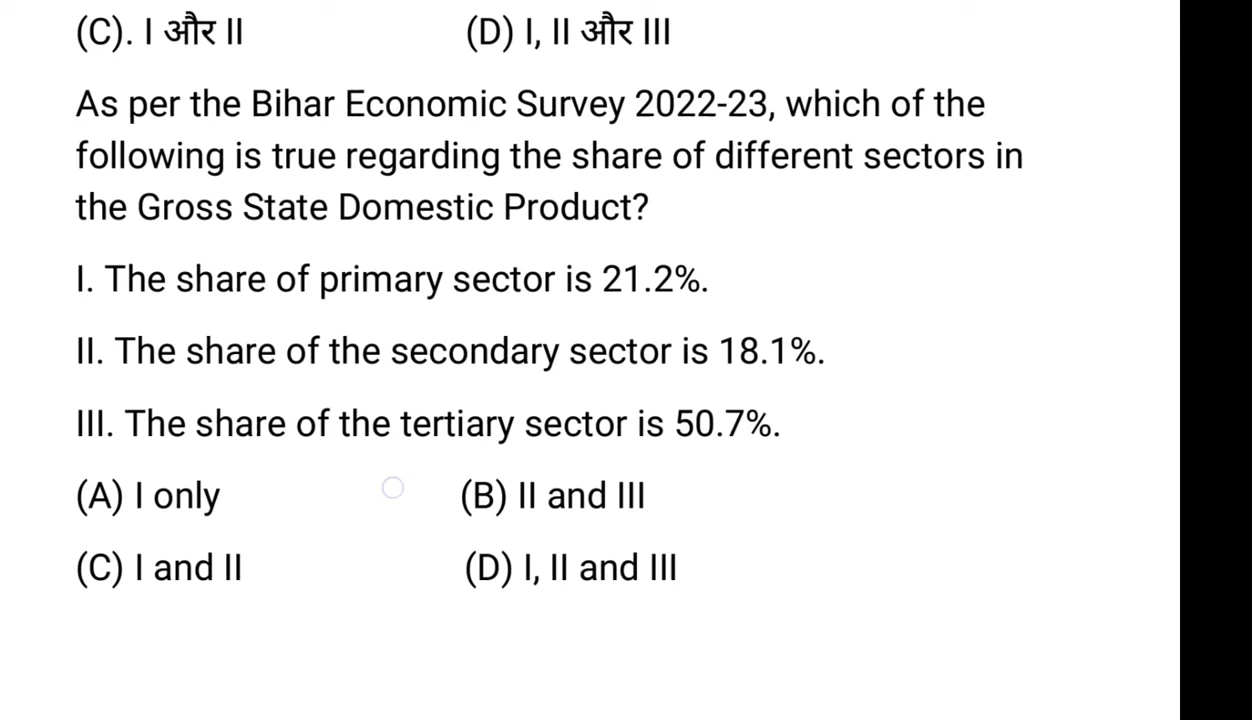 (C). I और II (D) I, II और III
As per the Bihar Economic Survey 2022-23, which of the
following is true regarding the share of different sectors in
the Gross State Domestic Product?
I. The share of primary sector is 21.2%.
II. The share of the secondary sector is 18.1%.
III. The share of the tertiary sector is 50.7%.
(A) I only (B) II and III
(C) I and II (D) I, II and III